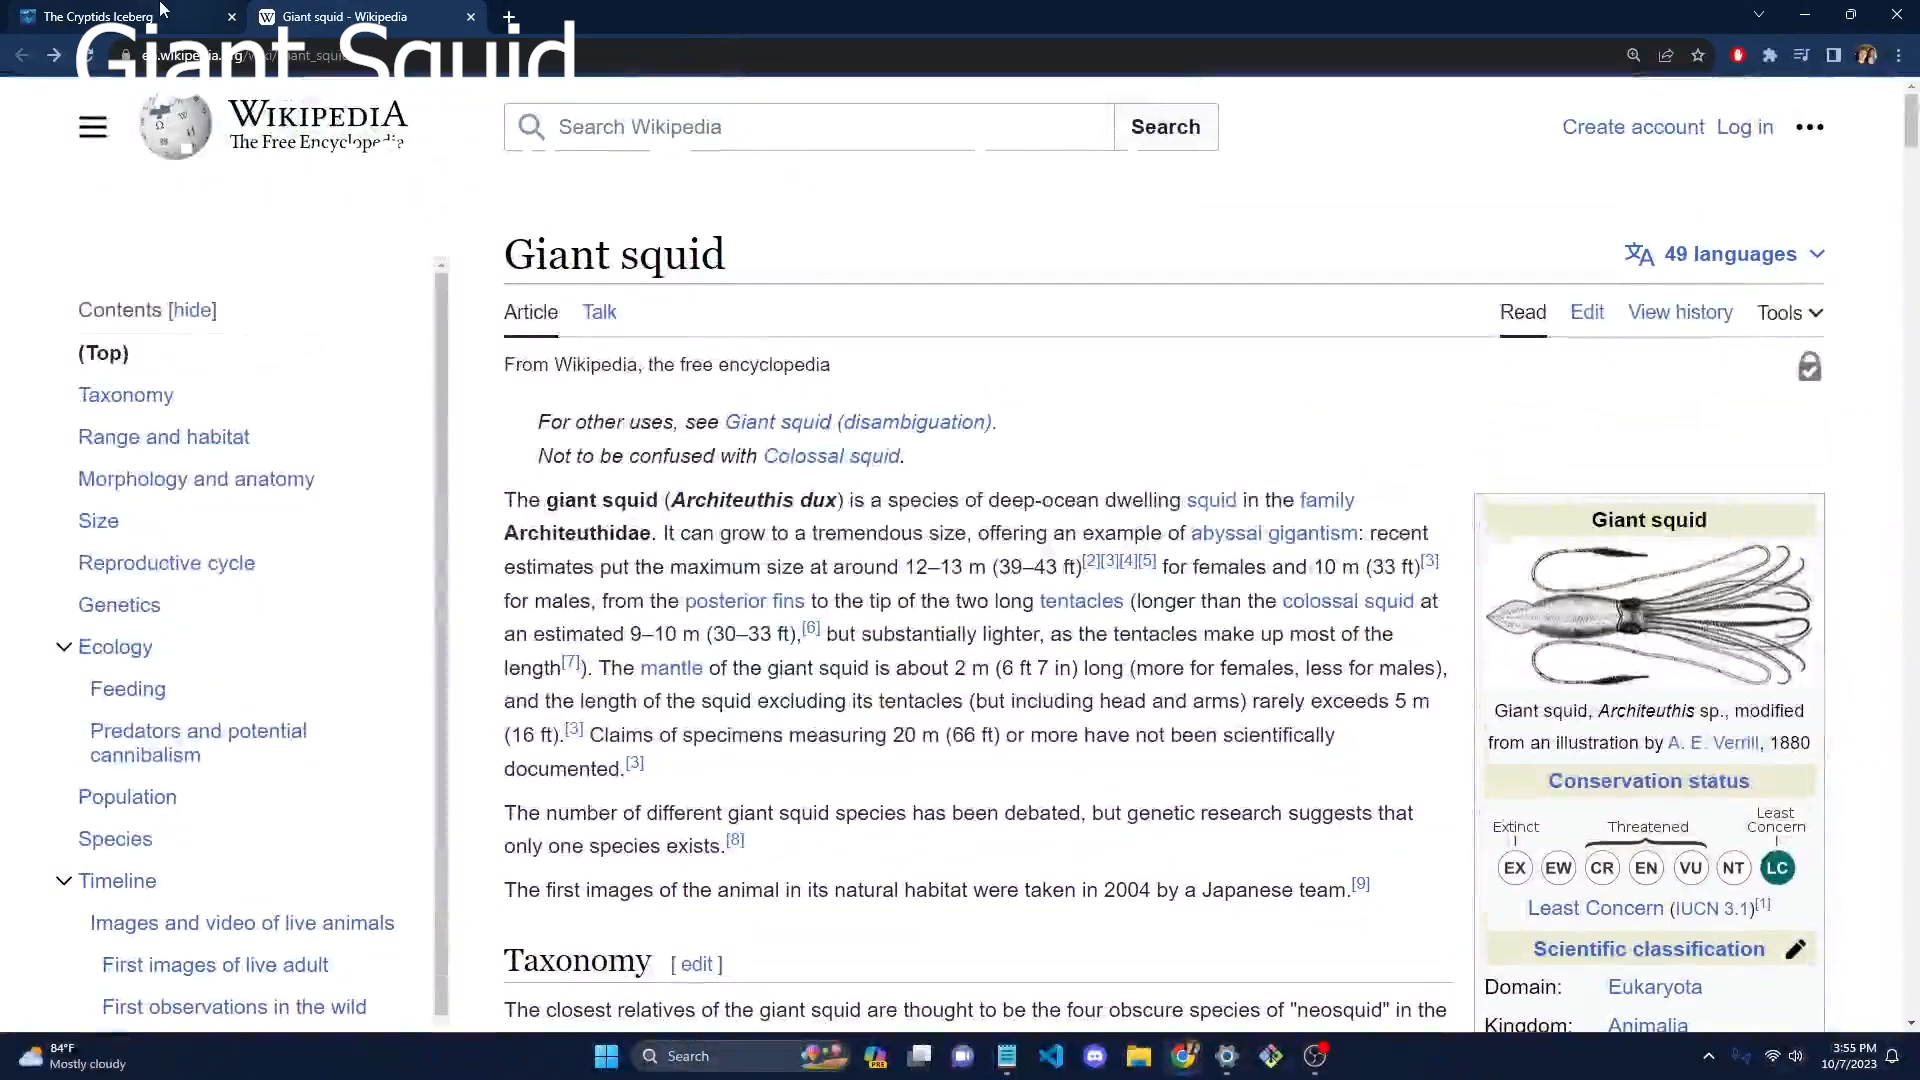 The Cryptids Iceberg
Giant squid - Wikipedia
Giant Squid
WIKIPEDIA
The Free Encyclopedia
Search Wikipedia
Search
Create account Log in
Giant squid
49 languages
Contents [hide]
(Top)
Taxonomy
Range and habitat
Morphology and anatomy
Size
Reproductive cycle
Genetics
Ecology
Feeding
Predators and potential
cannibalism
Population
Species
Timeline
Images and video of live animals
First images of live adult
First observations in the wild
Article Talk
Read Edit View history Tools
From Wikipedia, the free encyclopedia
For other uses, see Giant squid (disambiguation).
Not to be confused with Colossal squid.
The giant squid (Architeuthis dux) is a species of deep-ocean dwelling squid in the family
Architeuthidae. It can grow to a tremendous size, offering an example of abyssal gigantism: recent
estimates put the maximum size at around 12–13 m (39–43 ft)[2][3][4][5] for females and 10 m (33 ft)[3]
for males, from the posterior fins to the tip of the two long tentacles (longer than the colossal squid at
an estimated 9–10 m (30–33 ft),[6] but substantially lighter, as the tentacles make up most of the
length[7]). The mantle of the giant squid is about 2 m (6 ft 7 in) long (more for females, less for males),
and the length of the squid excluding its tentacles (but including head and arms) rarely exceeds 5 m
(16 ft).[3] Claims of specimens measuring 20 m (66 ft) or more have not been scientifically
documented.[3]
The number of different giant squid species has been debated, but genetic research suggests that
only one species exists.[8]
The first images of the animal in its natural habitat were taken in 2004 by a Japanese team.[9]
Taxonomy [ edit ]
The closest relatives of the giant squid are thought to be the four obscure species of "neosquid" in the
Giant squid
Giant squid, Architeuthis sp., modified
from an illustration by A. E. Verrill, 1880
Conservation status
Extinct
Threatened
Least
Concern
EX EW CR EN VU NT LC
Least Concern (IUCN 3.1)[1]
Scientific classification
Domain: Eukaryota
Kingdom: Animalia
84°F
Mostly cloudy
Search
PRE
3:55 PM
10/7/2023